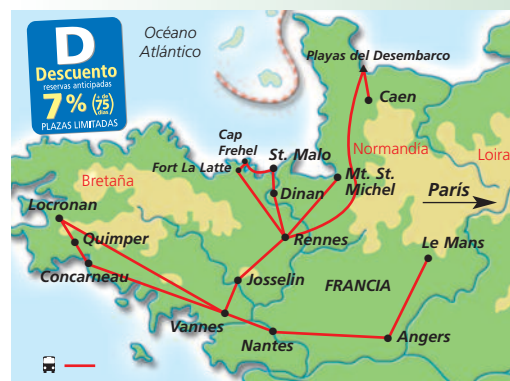 D
Descuento
reservas anticipadas
7% (+ de 75 días)
PLAZAS LIMITADAS
Océano
Atlántico
Playas del Desembarco
Caen
Cap
Frehel
Fort La Latte
St. Malo
Normandía
Loira
Bretaña
Dinan
Mt. St.
Michel
París
Locronan
Quimper
Rennes
Le Mans
Concarneau
Josselin
FRANCIA
Vannes
Nantes
Angers